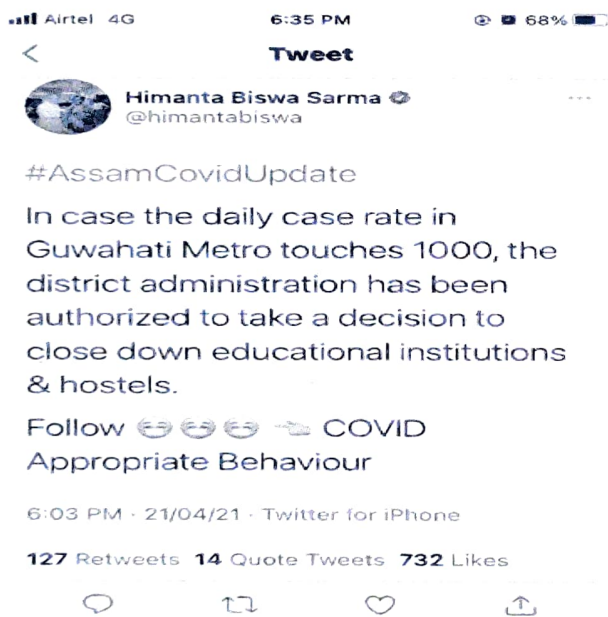 Airtel 4G 6:35 PM 68%
Tweet
Himanta Biswa Sarma
@himantabiswa
#AssamCovidUpdate
In case the daily case rate in
Guwahati Metro touches 1000, the
district administration has been
authorized to take a decision to
close down educational institutions
& hostels.
Follow 😷😷😷 COVID
Appropriate Behaviour
6:03 PM · 21/04/21 · Twitter for iPhone
127 Retweets 14 Quote Tweets 732 Likes